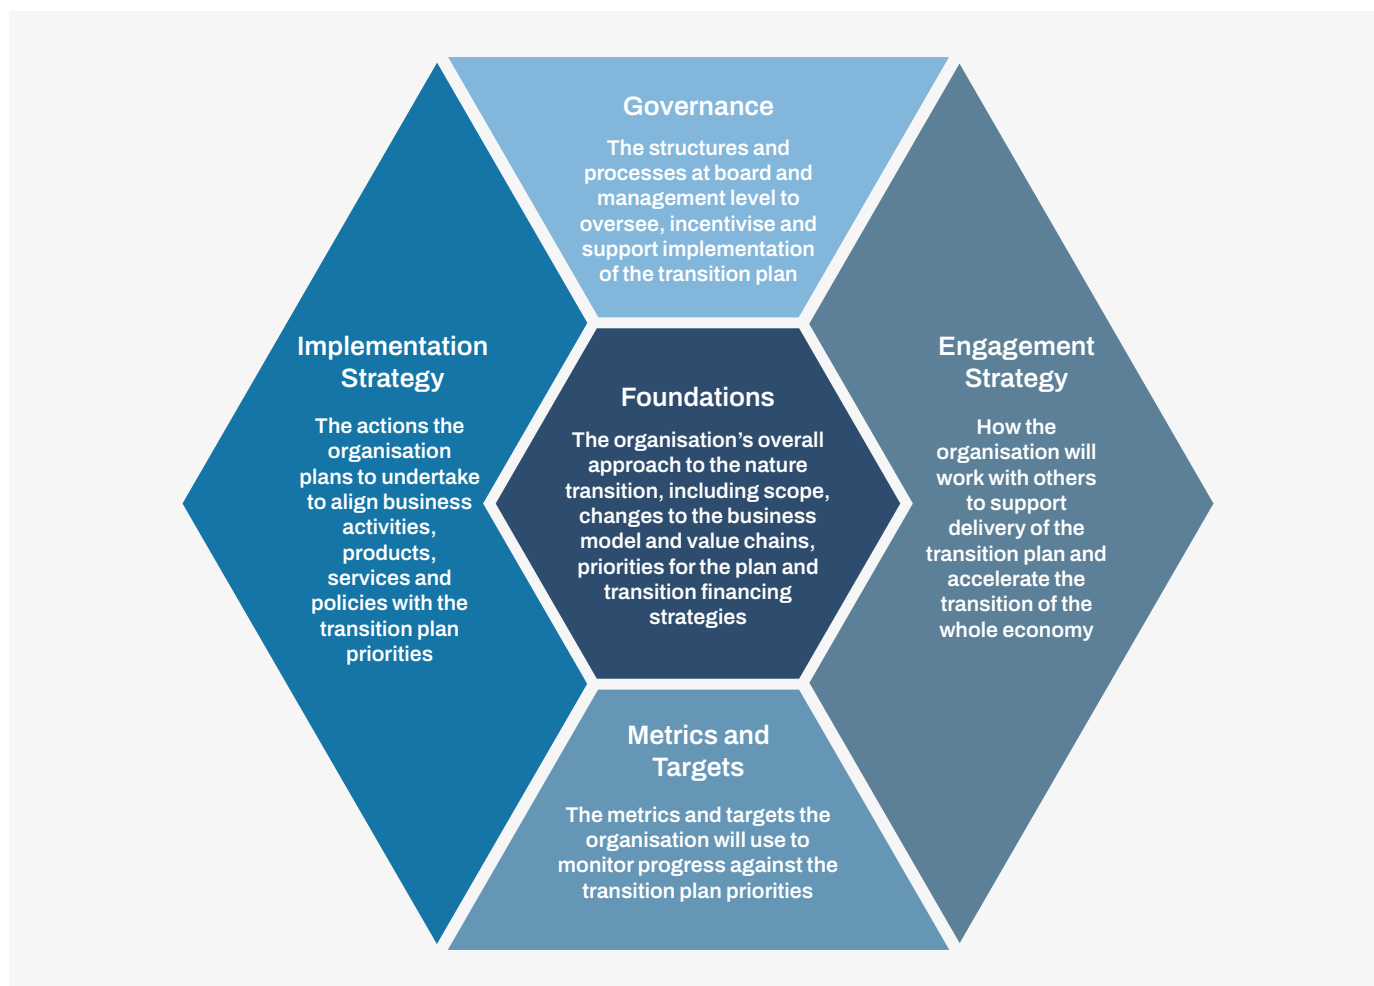 Governance
The structures and
processes at board and
management level to
oversee, incentivise and
support implementation
of the transition plan
Implementation
Strategy
The actions the
organisation
plans to undertake
to align business
activities,
products,
services and
policies with the
transition plan
priorities
Foundations
The organisation’s overall
approach to the nature
transition, including scope,
changes to the business
model and value chains,
priorities for the plan and
transition financing
strategies
Engagement
Strategy
How the
organisation will
work with others
to support
delivery of the
transition plan and
accelerate the
transition of the
whole economy
Metrics and
Targets
The metrics and targets the
organisation will use to
monitor progress against the
transition plan priorities